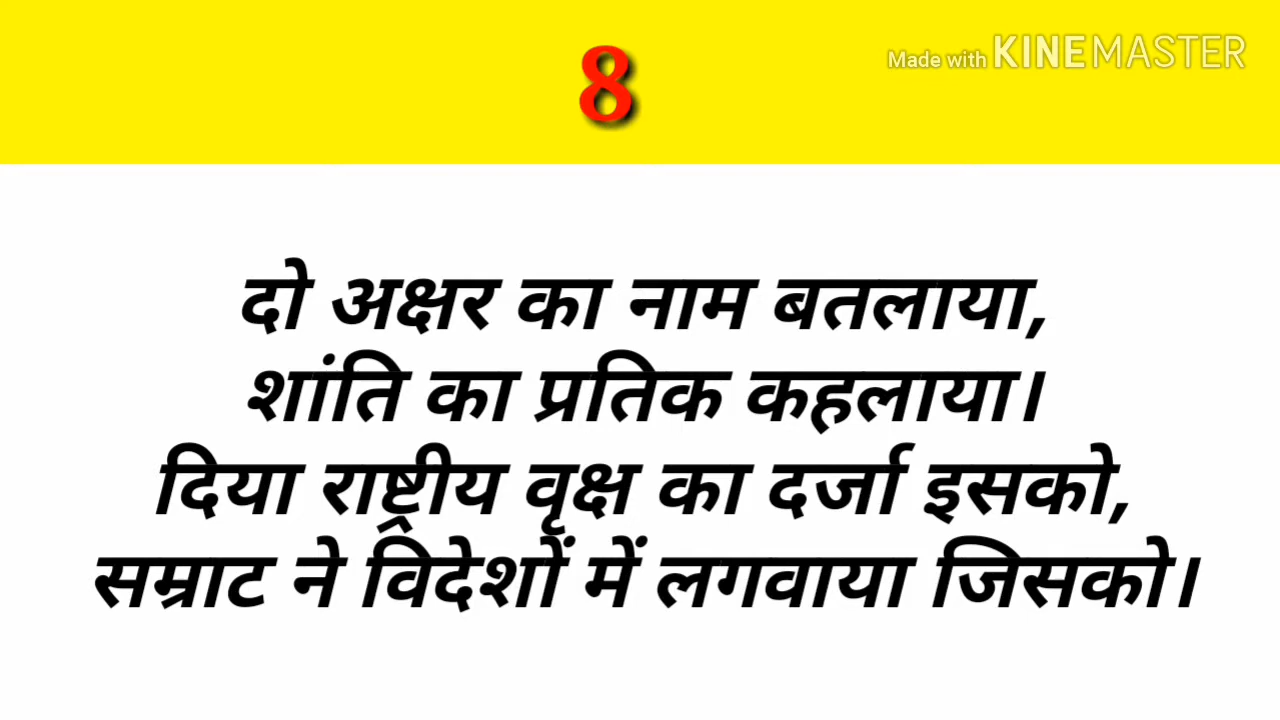 8
Made with KINEMASTER
दो अक्षर का नाम बतलाया,
शांति का प्रतिक कहलाया।
दिया राष्ट्रीय वृक्ष का दर्जा इसको,
सम्राट ने विदेशों में लगवाया जिसको।